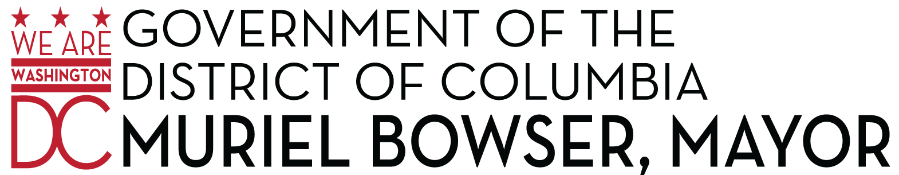 WE ARE
WASHINGTON
DC
GOVERNMENT OF THE
DISTRICT OF COLUMBIA
MURIEL BOWSER, MAYOR